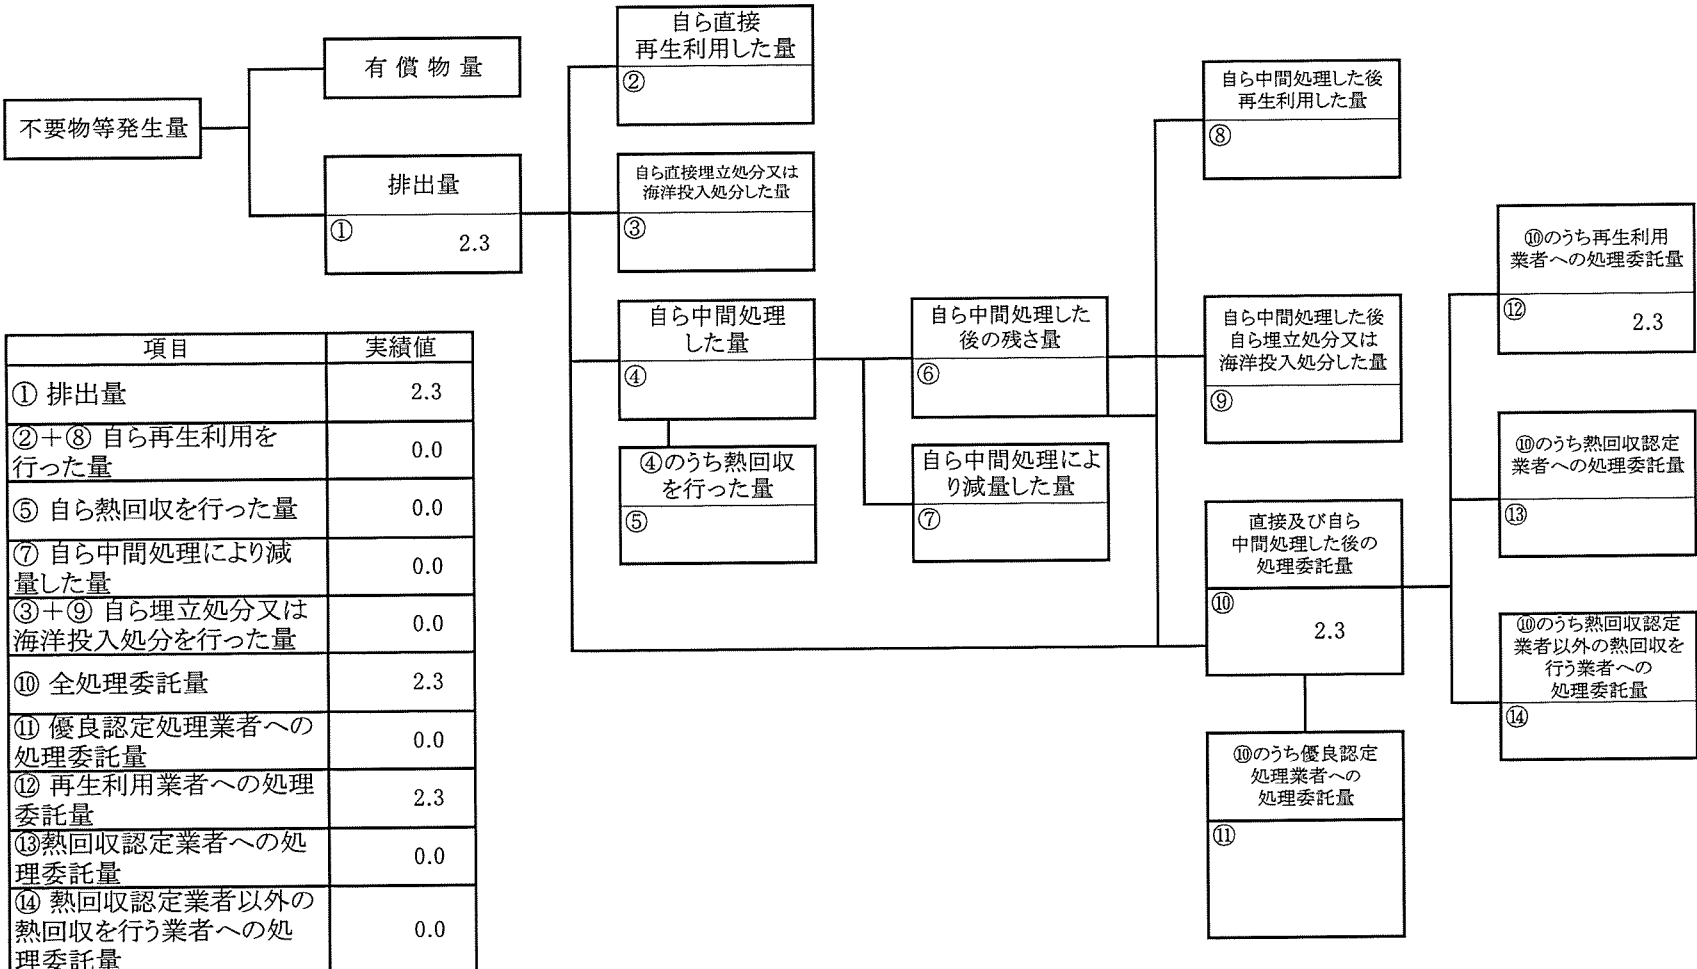 不要物等発生量
有償物量
排出量
①
2.3
自ら直接
再生利用した量
②
自ら直接埋立処分又は
海洋投入処分した量
③
自ら中間処理
した量
④
④のうち熱回収
を行った量
⑤
自ら中間処理した
後の残さ量
⑥
自ら中間処理によ
り減量した量
⑦
自ら中間処理した後
再生利用した量
⑧
自ら中間処理した後
自ら埋立処分又は
海洋投入処分した量
⑨
直接及び自ら
中間処理した後の
処理委託量
⑩
2.3
⑩のうち優良認定
処理業者への
処理委託量
⑪
⑩のうち再生利用
業者への処理委託量
⑫
2.3
⑩のうち熱回収認定
業者への処理委託量
⑬
⑩のうち熱回収認定
業者以外の熱回収を
行う業者への
処理委託量
⑭
項目 実績値
① 排出量 2.3
②＋⑧ 自ら再生利用を
行った量 0.0
⑤ 自ら熱回収を行った量 0.0
⑦ 自ら中間処理により減
量した量 0.0
③＋⑨ 自ら埋立処分又は
海洋投入処分を行った量 0.0
⑩ 全処理委託量 2.3
⑪ 優良認定処理業者への
処理委託量 0.0
⑫ 再生利用業者への処理
委託量 2.3
⑬熱回収認定業者への処
理委託量 0.0
⑭ 熱回収認定業者以外の
熱回収を行う業者への処
理委託量 0.0